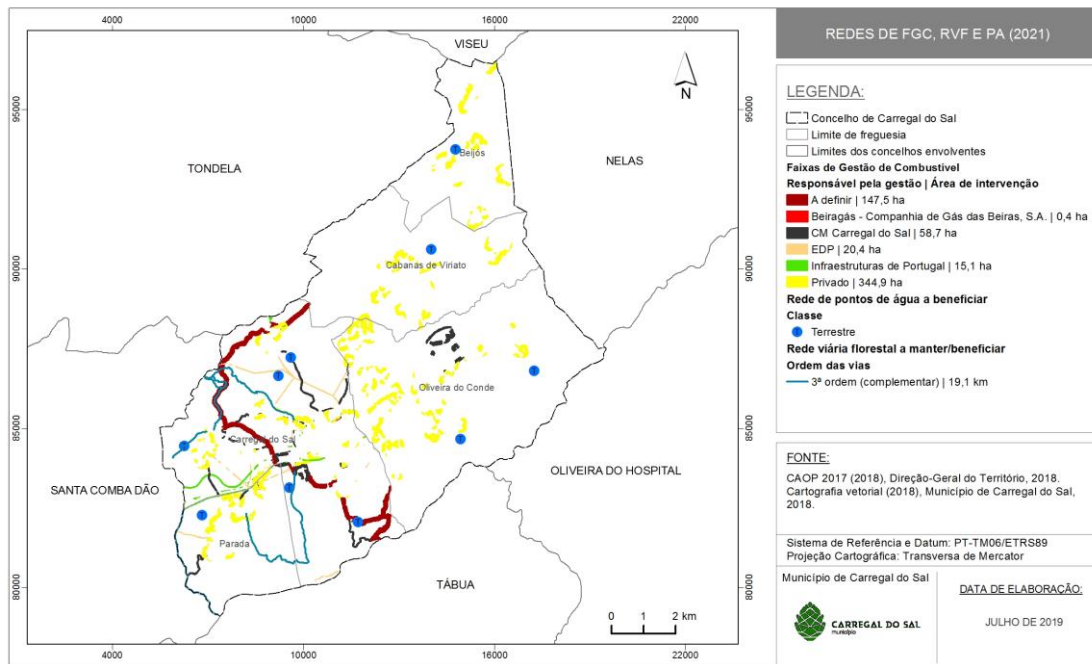 4000 10000 16000 22000
REDES DE FGC, RVF E PA (2021)
VISEU
N
95000 95000
TONDELA
Beijós
NELAS
90000 90000
Cabanas de Viriato
Oliveira do Conde
85000 85000
Carregal do Sal
SANTA COMBA DÃO
OLIVEIRA DO HOSPITAL
Parada
TÁBUA
80000 80000
0 1 2 km
4000 10000 16000 22000
LEGENDA:
Concelho de Carregal do Sal
Limite de freguesia
Limites dos concelhos envolventes
Faixas de Gestão de Combustível
Responsável pela gestão | Área de intervenção
A definir | 147,5 ha
Beiragás - Companhia de Gás das Beiras, S.A. | 0,4 ha
CM Carregal do Sal | 58,7 ha
EDP | 20,4 ha
Infraestruturas de Portugal | 15,1 ha
Privado | 344,9 ha
Rede de pontos de água a beneficiar
Classe
T Terrestre
Rede viária florestal a manter/beneficiar
Ordem das vias
3ª ordem (complementar) | 19,1 km
FONTE:
CAOP 2017 (2018), Direção-Geral do Território, 2018.
Cartografia vetorial (2018), Município de Carregal do Sal,
2018.
Sistema de Referência e Datum: PT-TM06/ETRS89
Projeção Cartográfica: Transversa de Mercator
Município de Carregal do Sal
CARREGAL DO SAL
município
DATA DE ELABORAÇÃO:
JULHO DE 2019